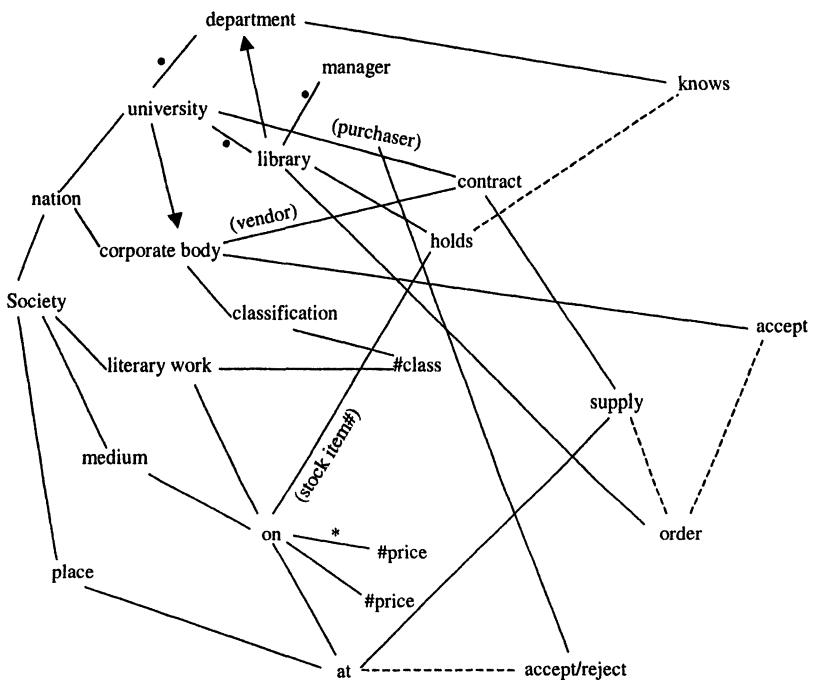 department
manager
knows
university
(purchaser)
library
contract
nation
(vendor)
holds
corporate body
Society
classification
accept
literary work
#class
supply
(stock item#)
medium
on
*
#price
order
place
#price
at
accept/reject